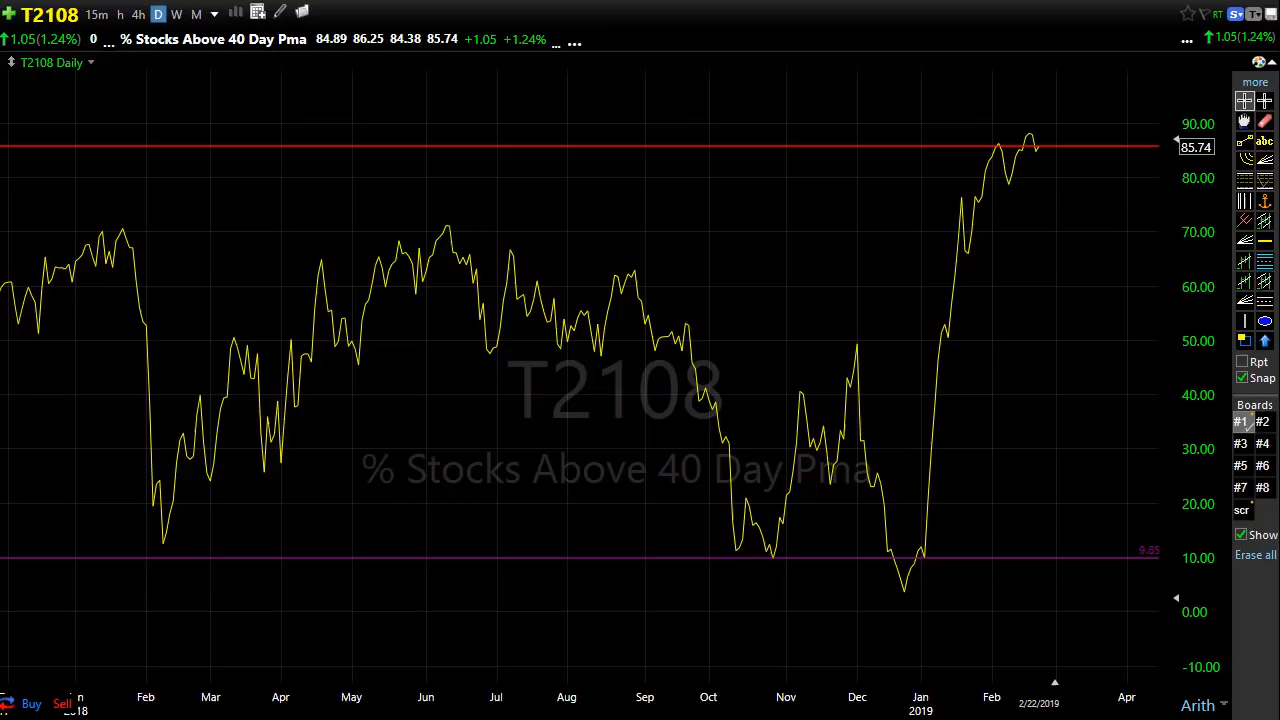 T2108 15m h 4h D W M RT S T
1.05(1.24%) 0 ... % Stocks Above 40 Day Pma 84.89 86.25 84.38 85.74 +1.05 +1.24% ... ... ... 1.05(1.24%)
T2108 Daily
more
90.00
abc
85.74
80.00
70.00
60.00
50.00
Rpt
Snap
T2108
40.00
Boards
#1 #2
#3 #4
30.00
% Stocks Above 40 Day Pma
#5 #6
#7 #8
20.00
scr
Show
9.85
10.00
Erase all
0.00
-10.00
Buy Sell
Feb Mar Apr May Jun Jul Aug Sep Oct Nov Dec Jan Feb Apr
2018 2019 2/22/2019
Arith